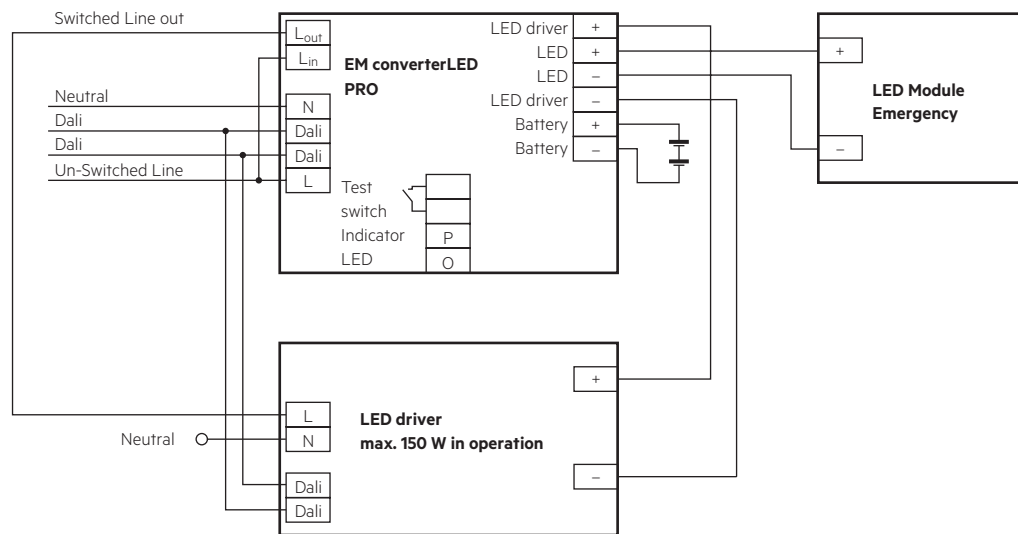 Switched Line out
Lout
Lin
EM converterLED
PRO
LED driver +
LED +
LED –
LED driver –
Battery +
Battery –
+
–
LED Module
Emergency
Neutral
N
Dali
Dali
Dali
Dali
Un-Switched Line
L
Test
switch
Indicator P
LED O
+
–
L
N
LED driver
max. 150 W in operation
Neutral
Dali
Dali